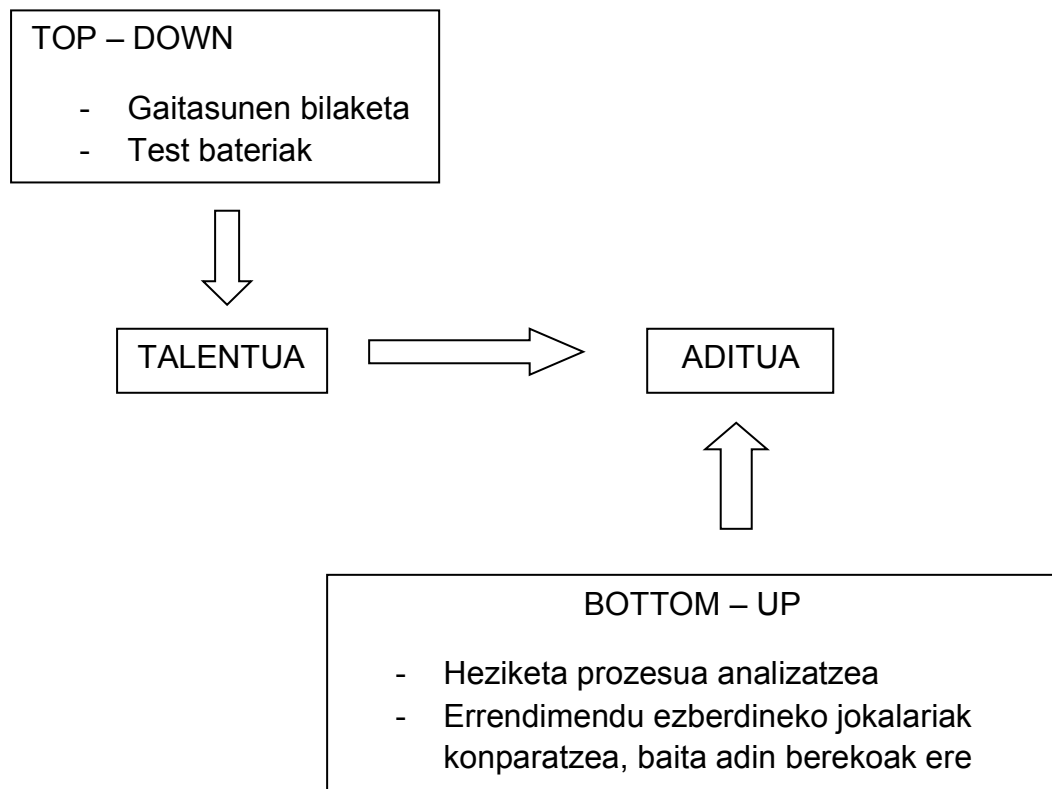 TOP – DOWN
- Gaitasunen bilaketa
- Test bateriak
TALENTUA
ADITUA
BOTTOM – UP
- Heziketa prozesua analizatzea
- Errendimendu ezberdineko jokalariak
konparatzea, baita adin berekoak ere